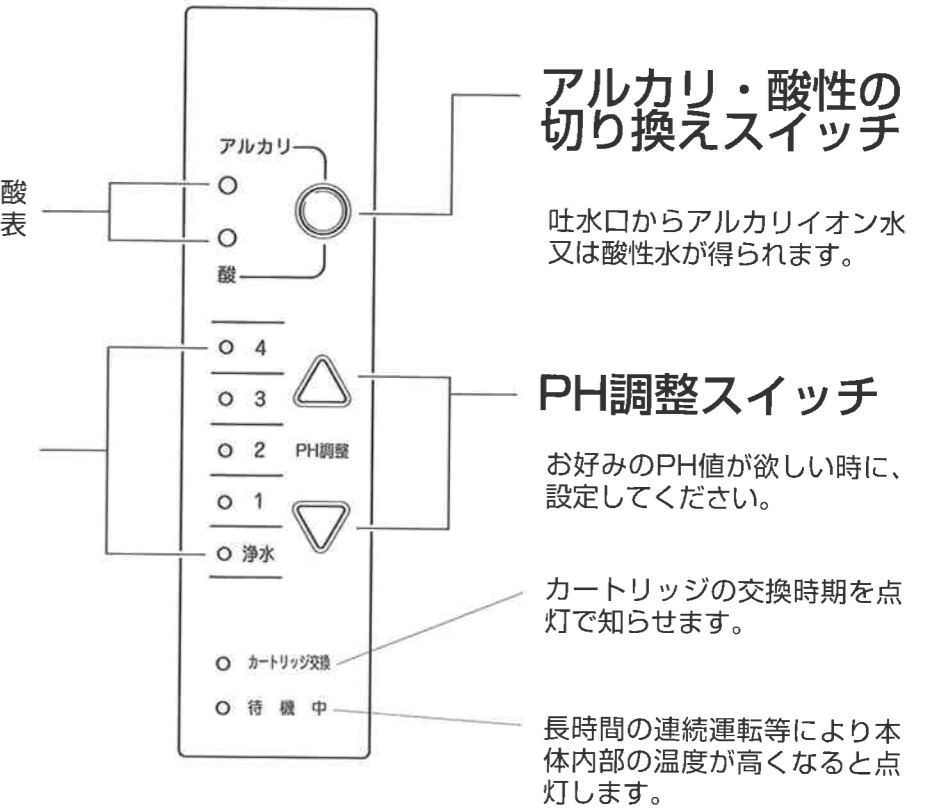 アルカリ・酸性の
切り換えスイッチ
吐水口からアルカリイオン水
又は酸性水が得られます。
酸
表
アルカリ
酸
4
3
2
PH調整
1
浄水
カートリッジ交換
待機中
PH調整スイッチ
お好みのPH値が欲しい時に、
設定してください。
カートリッジの交換時期を点
灯で知らせます。
長時間の連続運転等により本
体内部の温度が高くなると点
灯します。